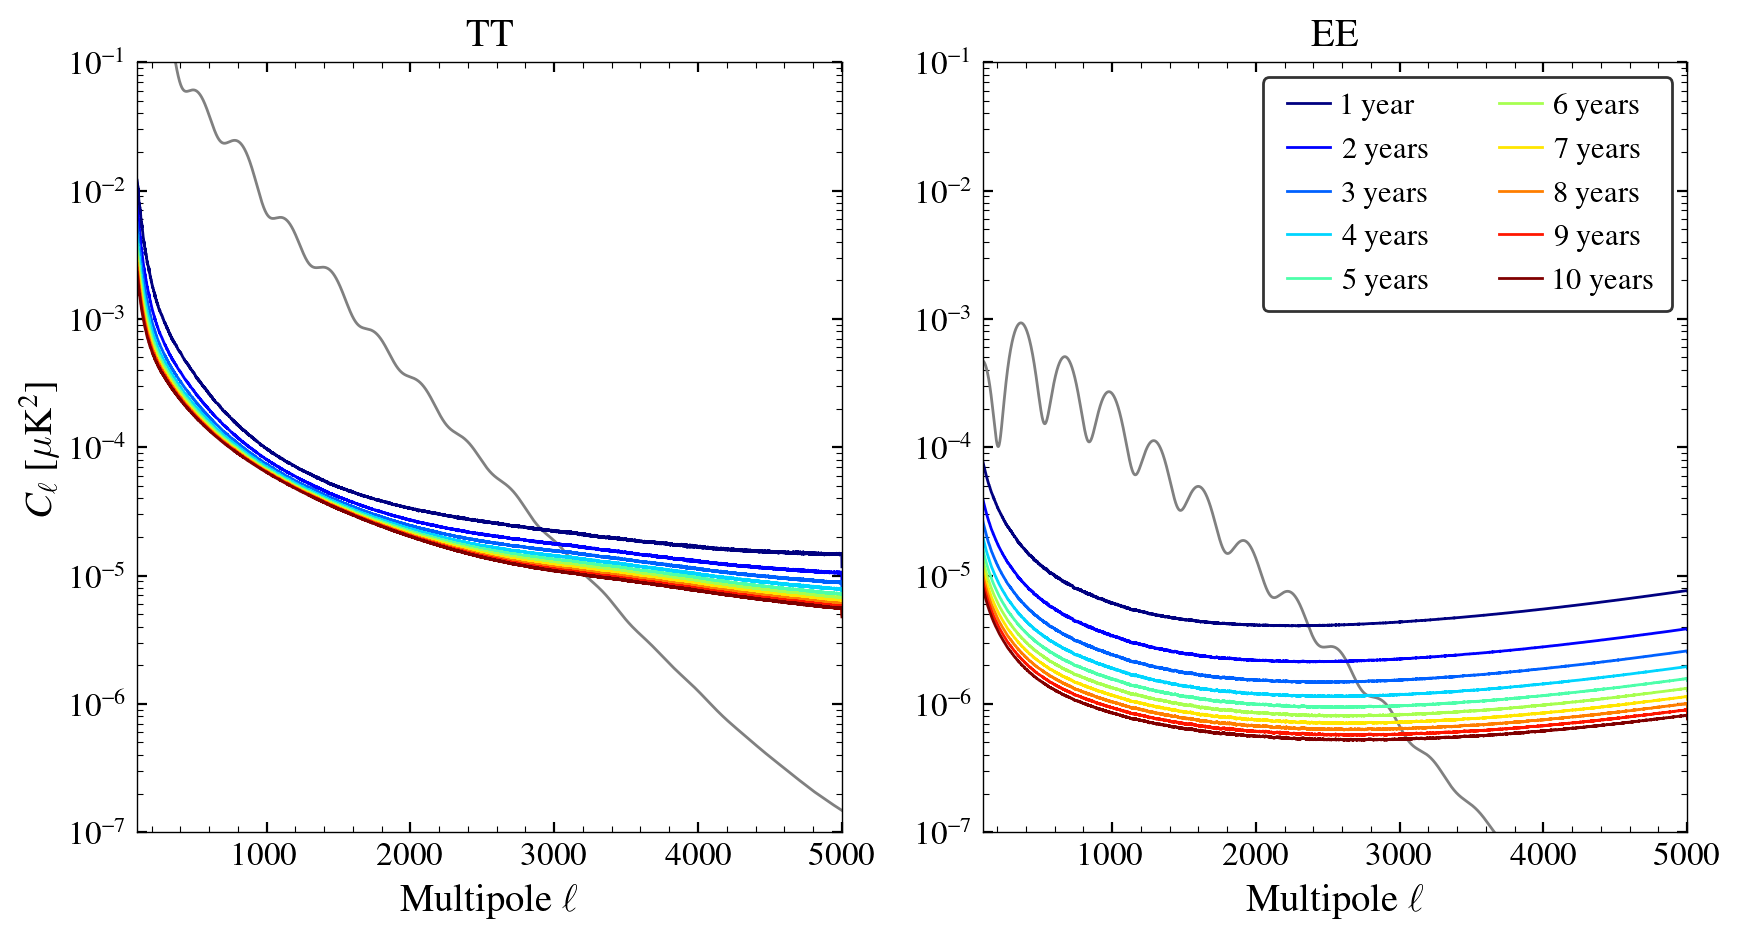 TT
10⁻¹
10⁻²
10⁻³
10⁻⁴
10⁻⁵
10⁻⁶
10⁻⁷
Cℓ [μK²]
1000 2000 3000 4000 5000
Multipole ℓ
EE
10⁻¹
10⁻²
10⁻³
10⁻⁴
10⁻⁵
10⁻⁶
10⁻⁷
1 year
2 years
3 years
4 years
5 years
6 years
7 years
8 years
9 years
10 years
1000 2000 3000 4000 5000
Multipole ℓ